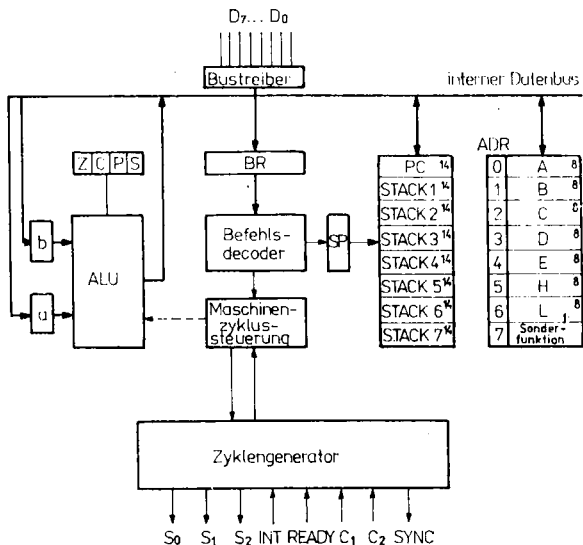 D7 ... D0
Bustreiber
interner Datenbus
Z C P S
BR
ADR
PC 14
0 A 8
STACK 1 14
1 B 8
STACK 2 14
2 C 8
b
Befehls-
decoder
SP
STACK 3 14
3 D 8
ALU
STACK 4 14
4 E 8
a
Maschinen-
zyklus-
steuerung
STACK 5 14
5 H 8
STACK 6 14
6 L 8
STACK 7 14
7 Sonder-
funktion
Zyklengenerator
S0 S1 S2 INT READY C1 C2 SYNC